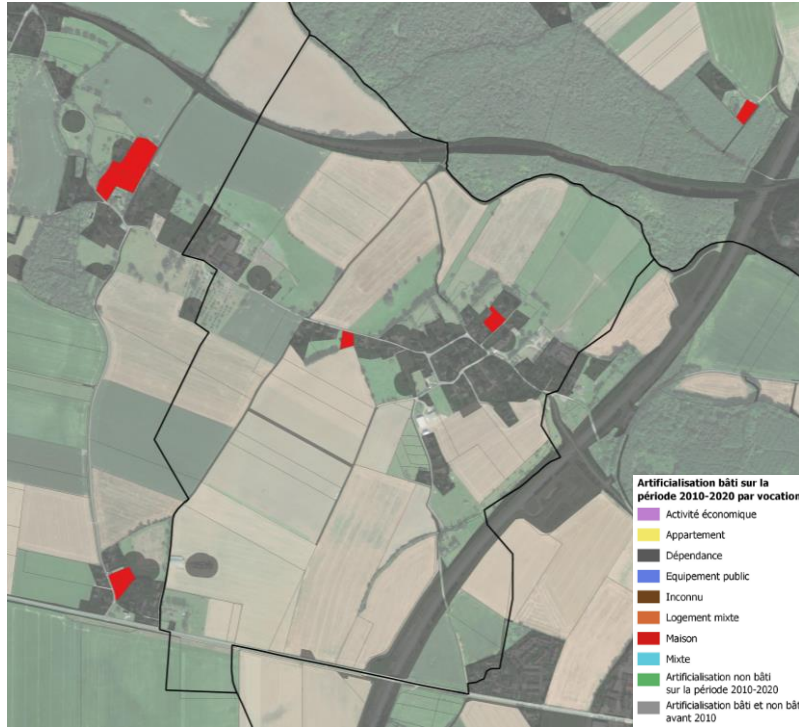 Artificialisation bâti sur la
période 2010-2020 par vocation
Activité économique
Appartement
Dépendance
Equipement public
Inconnu
Logement mixte
Maison
Mixte
Artificialisation non bâti
sur la période 2010-2020
Artificialisation bâti et non bât
avant 2010